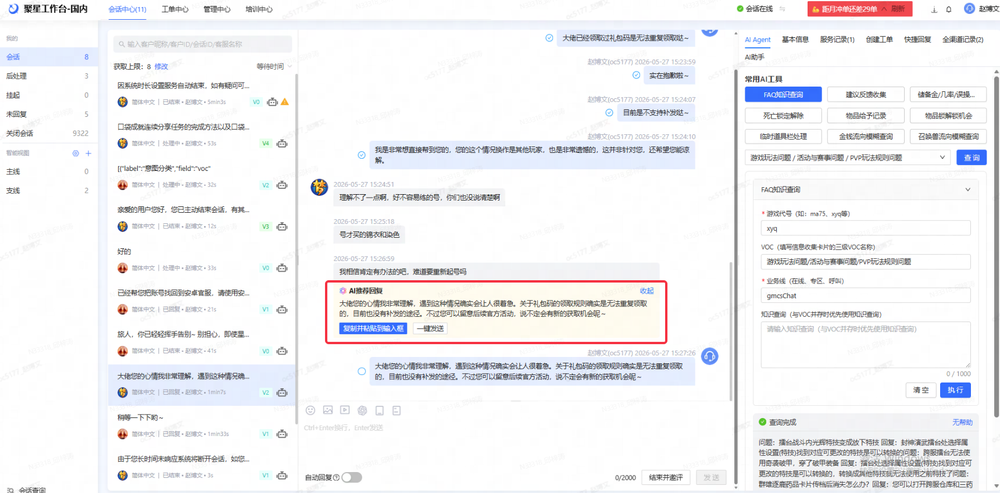 聚星工作台-国内
会话中心(11)
工单中心
管理中心
培训中心
会话在线
距月冲单还差29单
刷新
赵博文
我的
会话 8
后处理 3
挂起 0
未回复 5
关闭会话 9322
智能视图
主线 0
支线 2
会话查询
输入客户昵称/客户ID/会话ID/客服名称
获取上限：8 修改
等待时间
因系统时长设置服务自动结束，如有疑问可...
简体中文 | 已结束 • 赵博文 • 5min3s V0
口袋成就连续分享任务的完成方法以及口袋...
简体中文 | 处理中 • 赵博文 • 53s V4
[{"label":"意图分类","field":"voc"
简体中文 | 处理中 • 赵博文 • 32s V2
亲爱的用户您好，您已主动结束会话，有其...
简体中文 | 已结束 • 赵博文 • 12s V3
好的
简体中文 | 处理中 • 赵博文 • 33s V0
已经帮您把账号找回到安卓官服，请使用安...
简体中文 | 已回复 • 赵博文 • 21s V1
旅人，你已轻轻挥手告别~ 别担心，即使星...
简体中文 | 已结束 • 赵博文 • 41s V0
大佬您的心情我非常理解，遇到这种情况确...
简体中文 | 已回复 • 赵博文 • 1min7s V2
稍等一下下哟~
简体中文 | 已回复 • 赵博文 • 1min33s V1
由于您长时间未响应系统将断开会话，如您...
简体中文 | 已结束 • 赵博文 • 3s V1
大佬已经领取过礼包码是无法重复领取哒~
赵博文(oc5177) 2026-05-27 15:23:59
实在抱歉啦~
赵博文(oc5177) 2026-05-27 15:24:07
目前是不支持补发哒~
赵博文(oc5177) 2026-05-27 15:24:10
我是非常想直接帮到您的，您的这个情况操作是其他玩家，也是非常遗憾的，这并非针对您，还希望您能谅
解。
2026-05-27 15:24:51
理解不了一点啊，好不容易练的号，你们也没说清楚啊
2026-05-27 15:25:18
号才买的锦衣和染色
2026-05-27 15:26:59
我相信肯定有办法的吧，难道要重新起号吗
AI推荐回复
收起
大佬您的心情我非常理解，遇到这种情况确实会让人很着急。关于礼包码的领取规则确实是无法重复领取
的，目前也没有补发的途径。不过您可以留意后续官方活动，说不定会有新的获取机会呢~
复制并粘贴到输入框
一键发送
赵博文(oc5177) 2026-05-27 15:27:26
大佬您的心情我非常理解，遇到这种情况确实会让人很着急。关于礼包码的领取规则确实是无法重复领取
的，目前也没有补发的途径。不过您可以留意后续官方活动，说不定会有新的获取机会呢~
Ctrl+Enter换行，Enter发送
自动回复
0/2000
结束并邀评
发 送
AI Agent
基本信息
服务记录(1)
创建工单
快捷回复
全渠道记录(2)
AI助手
常用AI工具
FAQ知识查询
建议反馈收集
储备金/几率/误操...
死亡锁定解除
物品给予记录
物品锁解锁机会
临时道具栏处理
金钱流向模糊查询
召唤兽流向模糊查询
游戏玩法问题 / 活动与赛事问题 / PVP玩法规则问题
查 询
FAQ知识查询
* 游戏代号（如：ma75、xyq等）
xyq
VOC（填写信息收集卡片的三级VOC名称）
游戏玩法问题/活动与赛事问题/PVP玩法规则问题
* 业务线（在线、专区、呼叫）
gmcsChat
知识查询（与VOC并存时优先使用知识查询）
请输入知识查询（与VOC并存时优先使用知识查询）
0 / 1000
清 空
执 行
查询完成
无帮助
问题：擂台战斗内光辉特技变成放下特技 回复：封神演武擂台处选择属
性设置(特技)找到对应可更改的特技是可以转换的问题：跨服擂台无法使
用奇袭破甲，穿了破甲装备 回复：擂台处选择属性设置(特技)找到对应可
更改的特技是可以转换的，转换成其他特技就无法使用之前特技了问题：
群雄逐鹿药品卡片传档后消失怎么办？回复：您可以打开跨服仓库和三药